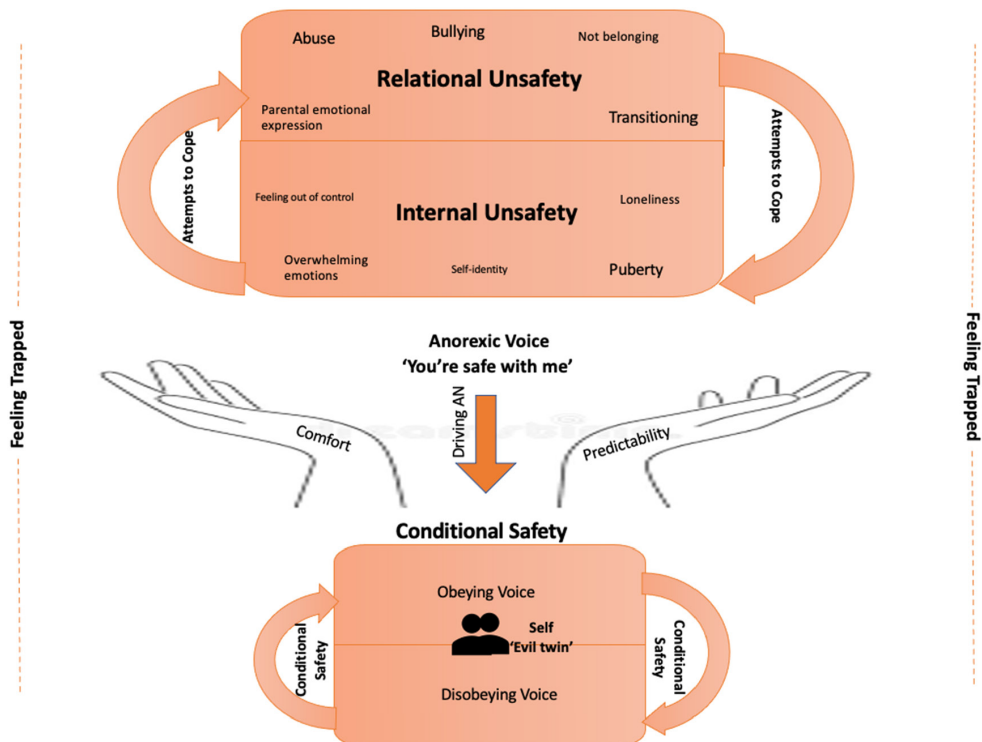 Abuse
Bullying
Not belonging
Relational Unsafety
Parental emotional
expression
Transitioning
Attempts to Cope
Attempts to Cope
Feeling out of control
Internal Unsafety
Loneliness
Overwhelming
emotions
Self-identity
Puberty
Feeling Trapped
Feeling Trapped
Anorexic Voice
‘You’re safe with me’
Driving AN
Comfort
Predictability
Conditional Safety
Obeying Voice
Self
‘Evil twin’
Conditional
Safety
Conditional
Safety
Disobeying Voice